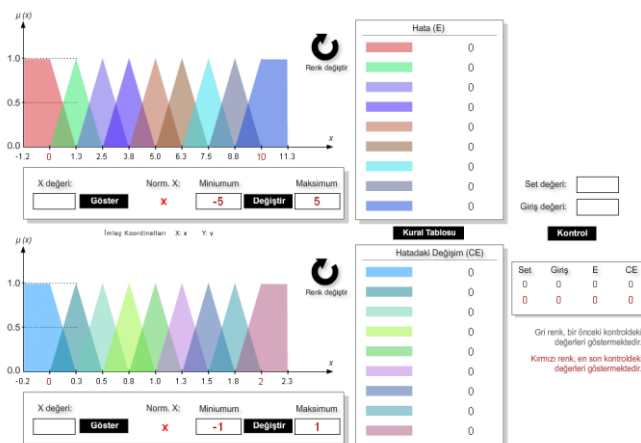 μ (x)
1.0
0.5
0.0
-1.2 0 1.3 2.5 3.8 5.0 6.3 7.5 8.8 10 11.3
x
Renk değiştir
X değeri: Norm. X: Miniumum Maksimum
Göster x -5 Değiştir 5
İmleç Koordinatları X: x Y: y
Hata (E)
0
0
0
0
0
0
0
0
0
Kural Tablosu
Set değeri:
Giriş değeri:
Kontrol
μ (x)
1.0
0.5
0.0
-0.2 0 0.3 0.5 0.8 1.0 1.3 1.5 1.8 2 2.3
x
Renk değiştir
X değeri: Norm. X: Miniumum Maksimum
Göster x -1 Değiştir 1
Hatadaki Değişim (CE)
0
0
0
0
0
0
0
0
0
Set Giriş E CE
0 0 0 0
0 0 0 0
Gri renk, bir önceki kontroldeki
değerleri göstermektedir.
Kırmızı renk, en son kontroldeki
değerleri göstermektedir.